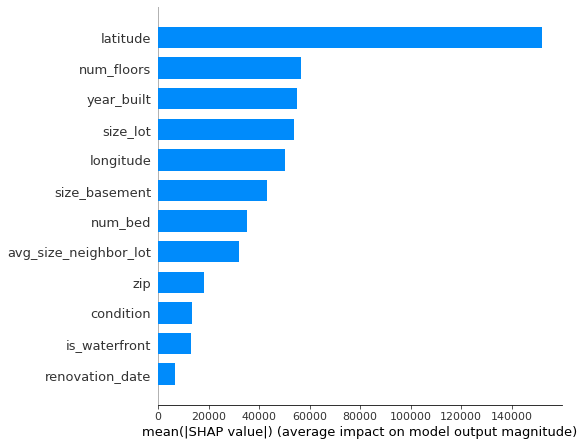 latitude
num_floors
year_built
size_lot
longitude
size_basement
num_bed
avg_size_neighbor_lot
zip
condition
is_waterfront
renovation_date
0 20000 40000 60000 80000 100000 120000 140000
mean(|SHAP value|) (average impact on model output magnitude)